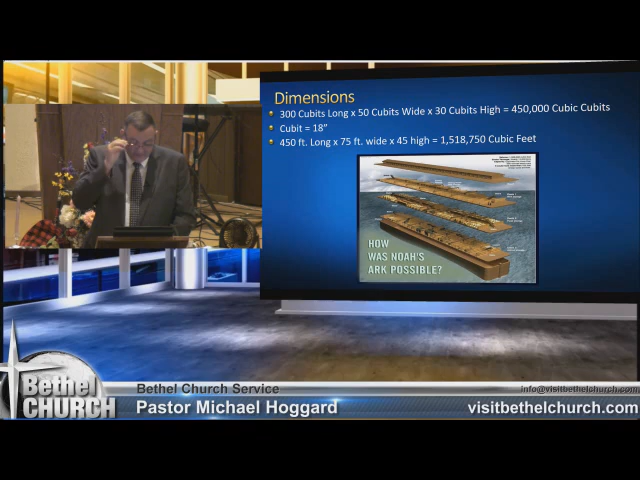 Dimensions
300 Cubits Long x 50 Cubits Wide x 30 Cubits High = 450,000 Cubic Cubits
Cubit = 18”
450 ft. Long x 75 ft. wide x 45 high = 1,518,750 Cubic Feet
HOW
WAS NOAH'S
ARK POSSIBLE?
Bethel
CHURCH
Bethel Church Service
info@visitbethelchurch.com
Pastor Michael Hoggard
visitbethelchurch.com